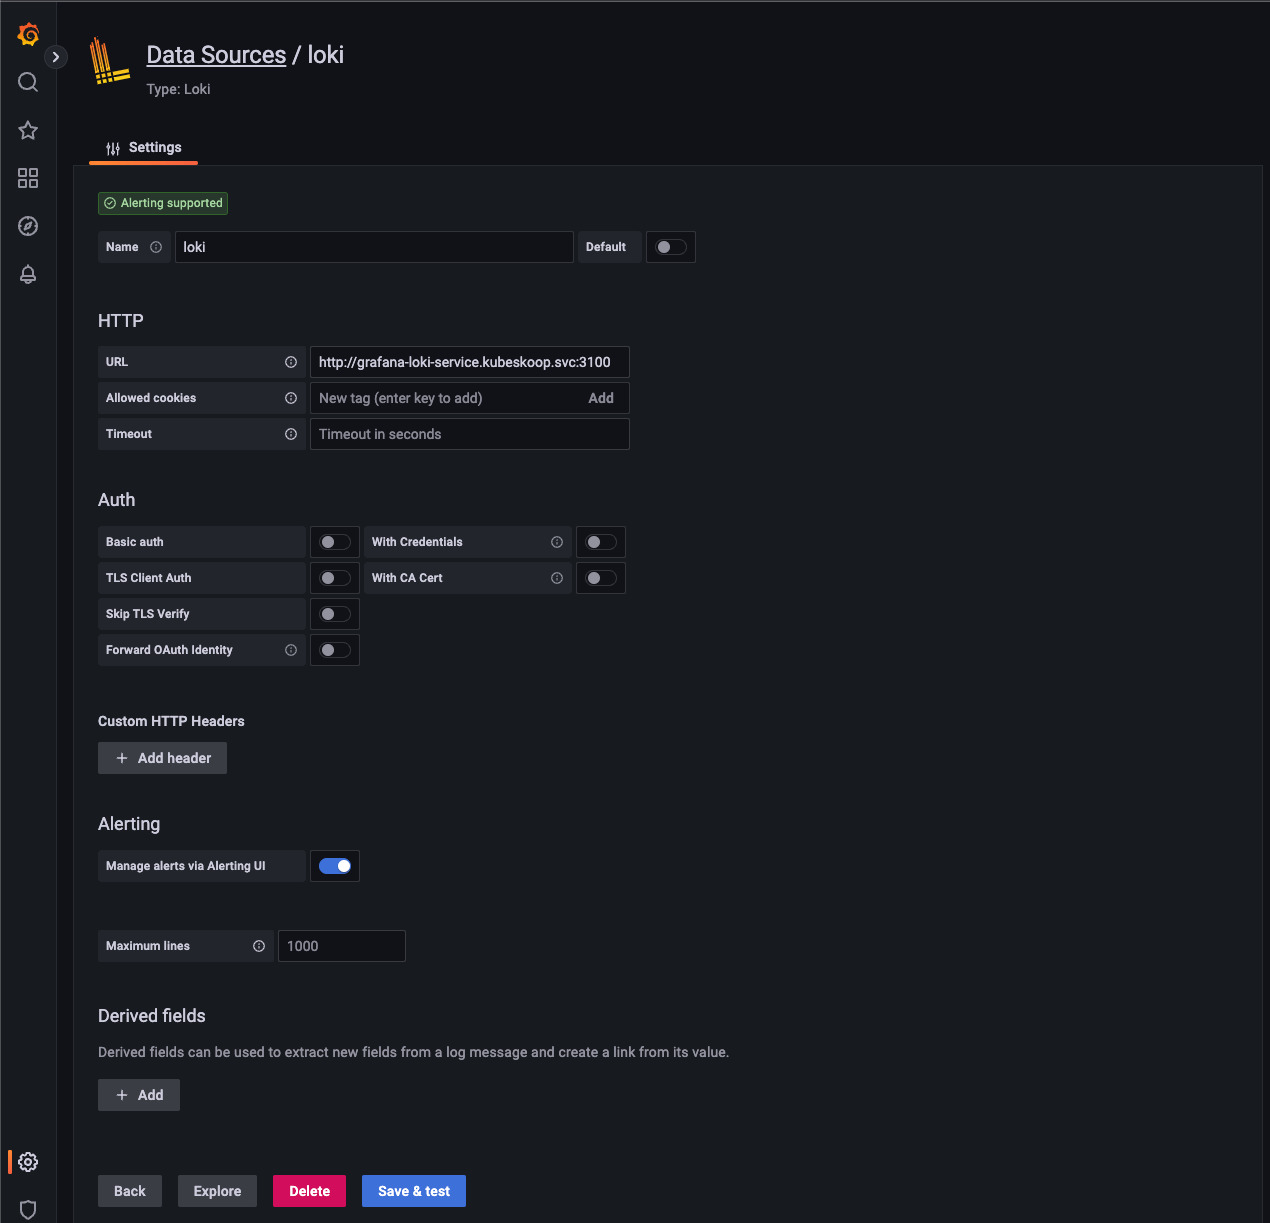 Data Sources / loki
Type: Loki
Settings
Alerting supported
Name loki Default
HTTP
URL http://grafana-loki-service.kubeskoop.svc:3100
Allowed cookies New tag (enter key to add) Add
Timeout Timeout in seconds
Auth
Basic auth With Credentials
TLS Client Auth With CA Cert
Skip TLS Verify
Forward OAuth Identity
Custom HTTP Headers
Add header
Alerting
Manage alerts via Alerting UI
Maximum lines 1000
Derived fields
Derived fields can be used to extract new fields from a log message and create a link from its value.
Add
Back Explore Delete Save & test